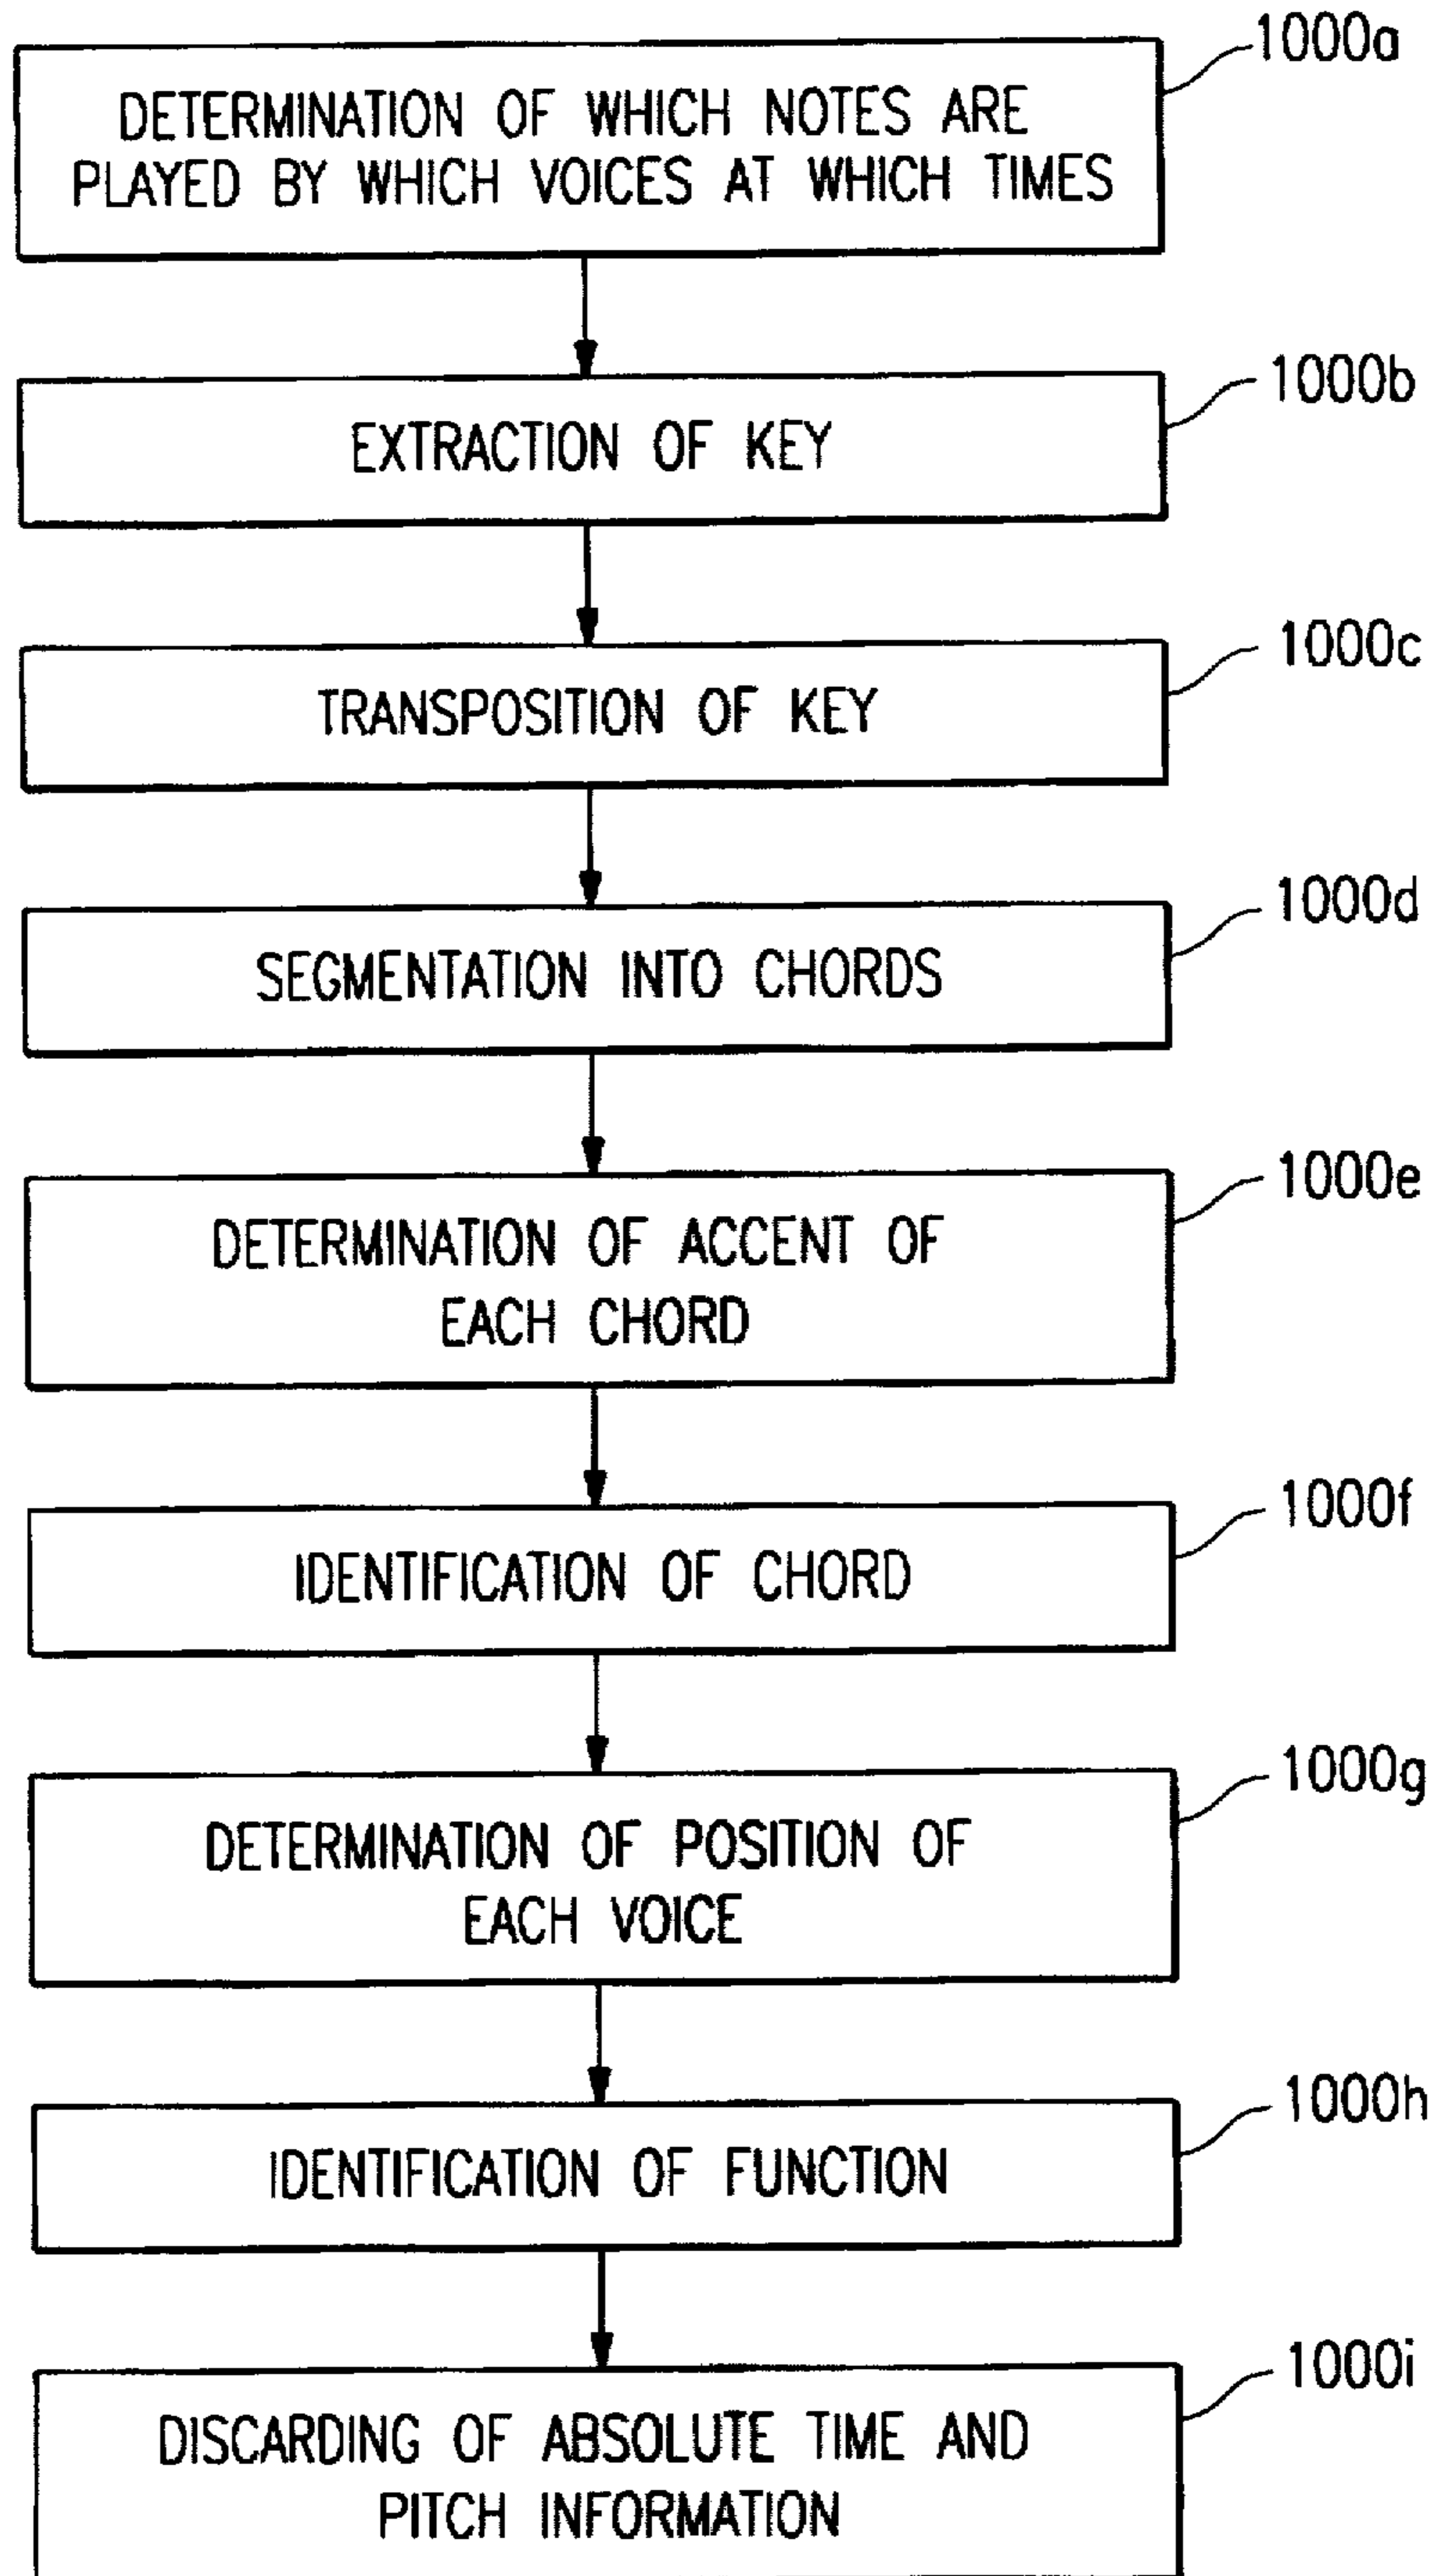 1000a
DETERMINATION OF WHICH NOTES ARE
PLAYED BY WHICH VOICES AT WHICH TIMES
1000b
EXTRACTION OF KEY
1000c
TRANSPOSITION OF KEY
1000d
SEGMENTATION INTO CHORDS
1000e
DETERMINATION OF ACCENT OF
EACH CHORD
1000f
IDENTIFICATION OF CHORD
1000g
DETERMINATION OF POSITION OF
EACH VOICE
1000h
IDENTIFICATION OF FUNCTION
1000i
DISCARDING OF ABSOLUTE TIME AND
PITCH INFORMATION